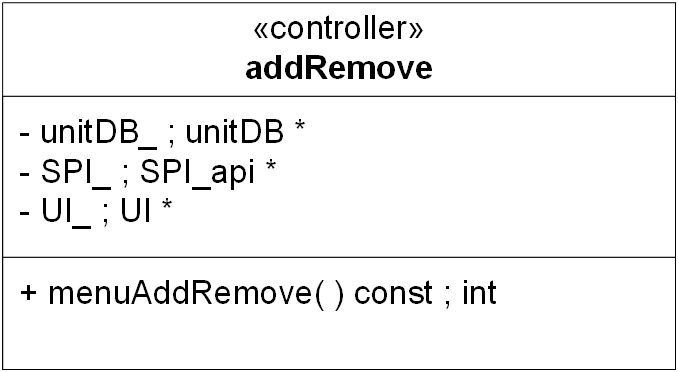 «controller»
addRemove
- unitDB_ ; unitDB *
- SPI_ ; SPI_api *
- UI_ ; UI *
+ menuAddRemove( ) const ; int